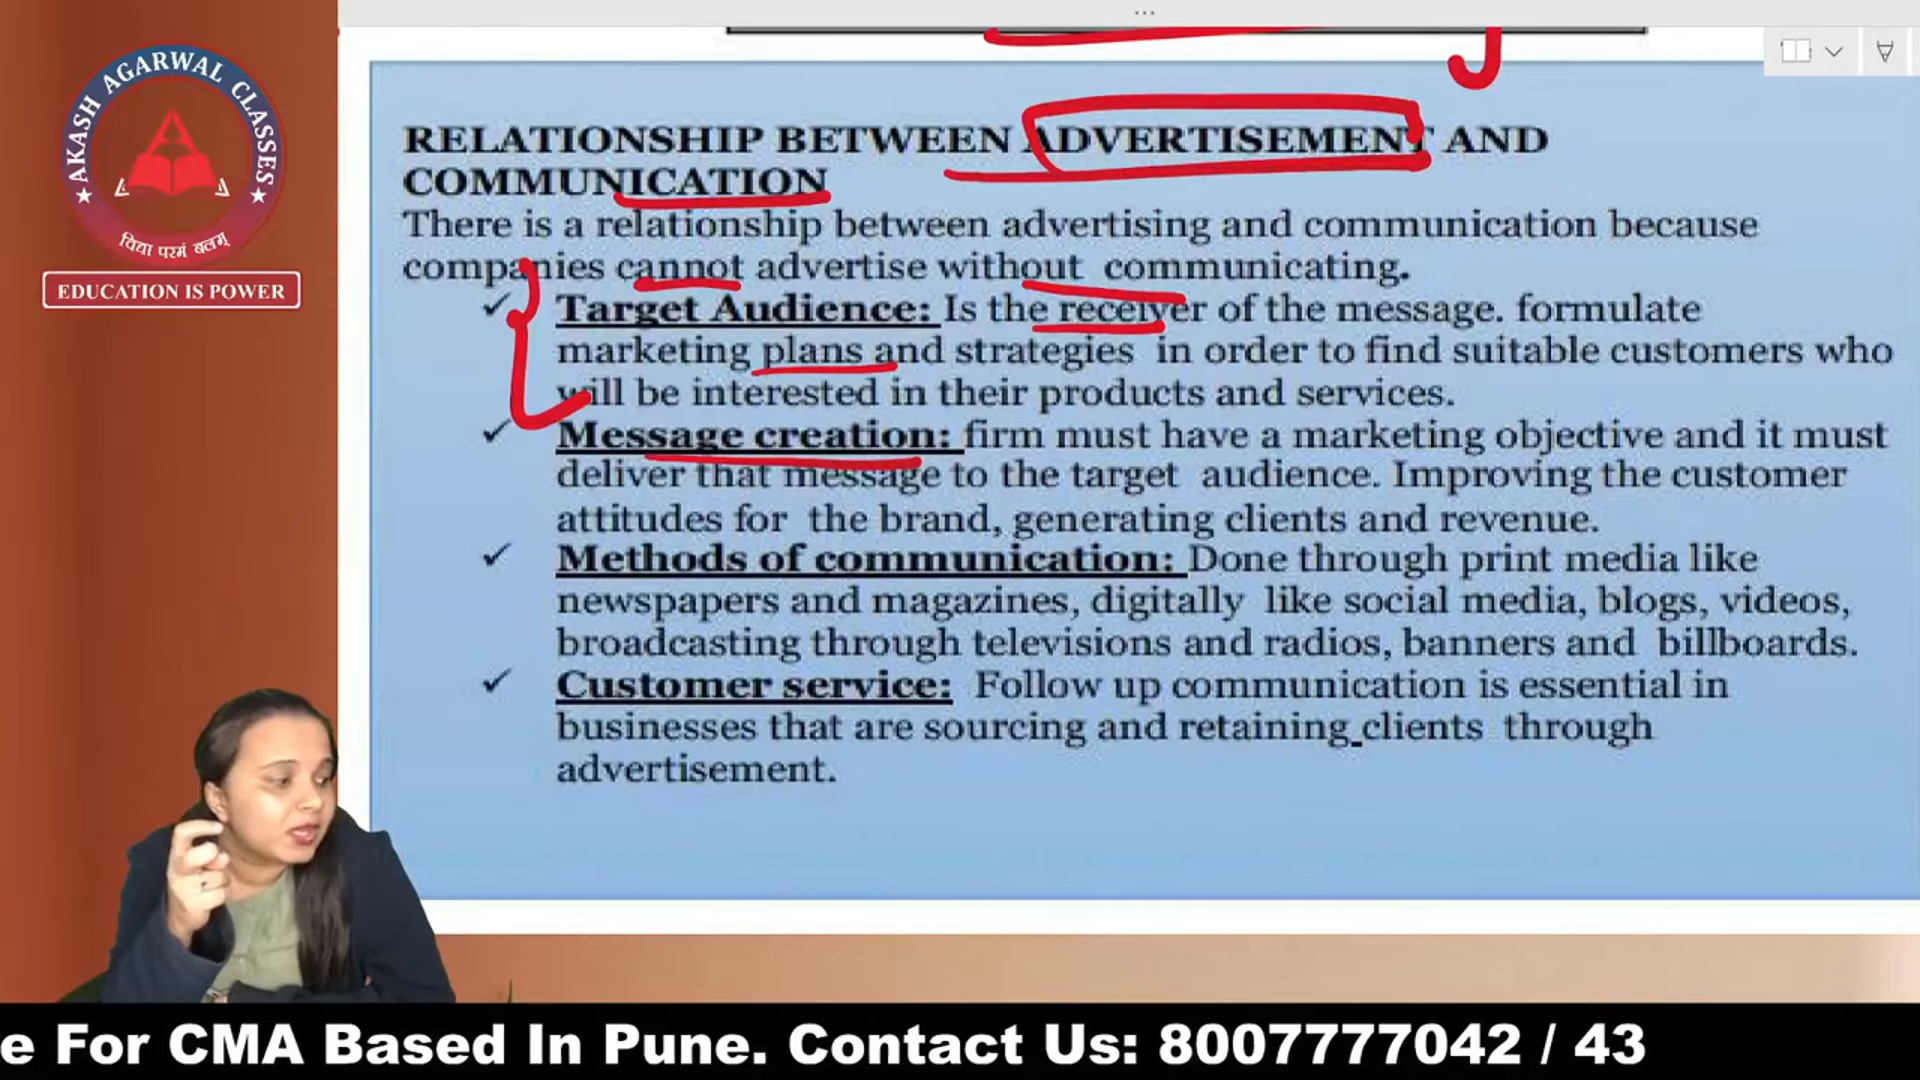 AKASH AGARWAL CLASSES
विद्या परमं बलम्
EDUCATION IS POWER
RELATIONSHIP BETWEEN ADVERTISEMENT AND
COMMUNICATION
There is a relationship between advertising and communication because
companies cannot advertise without communicating.
✓ Target Audience: Is the receiver of the message. formulate
marketing plans and strategies in order to find suitable customers who
will be interested in their products and services.
✓ Message creation: firm must have a marketing objective and it must
deliver that message to the target audience. Improving the customer
attitudes for the brand, generating clients and revenue.
✓ Methods of communication: Done through print media like
newspapers and magazines, digitally like social media, blogs, videos,
broadcasting through televisions and radios, banners and billboards.
✓ Customer service: Follow up communication is essential in
businesses that are sourcing and retaining clients through
advertisement.
e For CMA Based In Pune. Contact Us: 8007777042 / 43